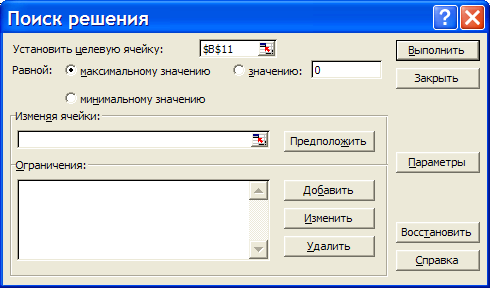 Поиск решения
Установить целевую ячейку: $B$11 Выполнить
Равной: максимальному значению значению: 0 Закрыть
минимальному значению
Изменяя ячейки:
Предположить
Ограничения: Параметры
Добавить
Изменить
Удалить Восстановить
Справка